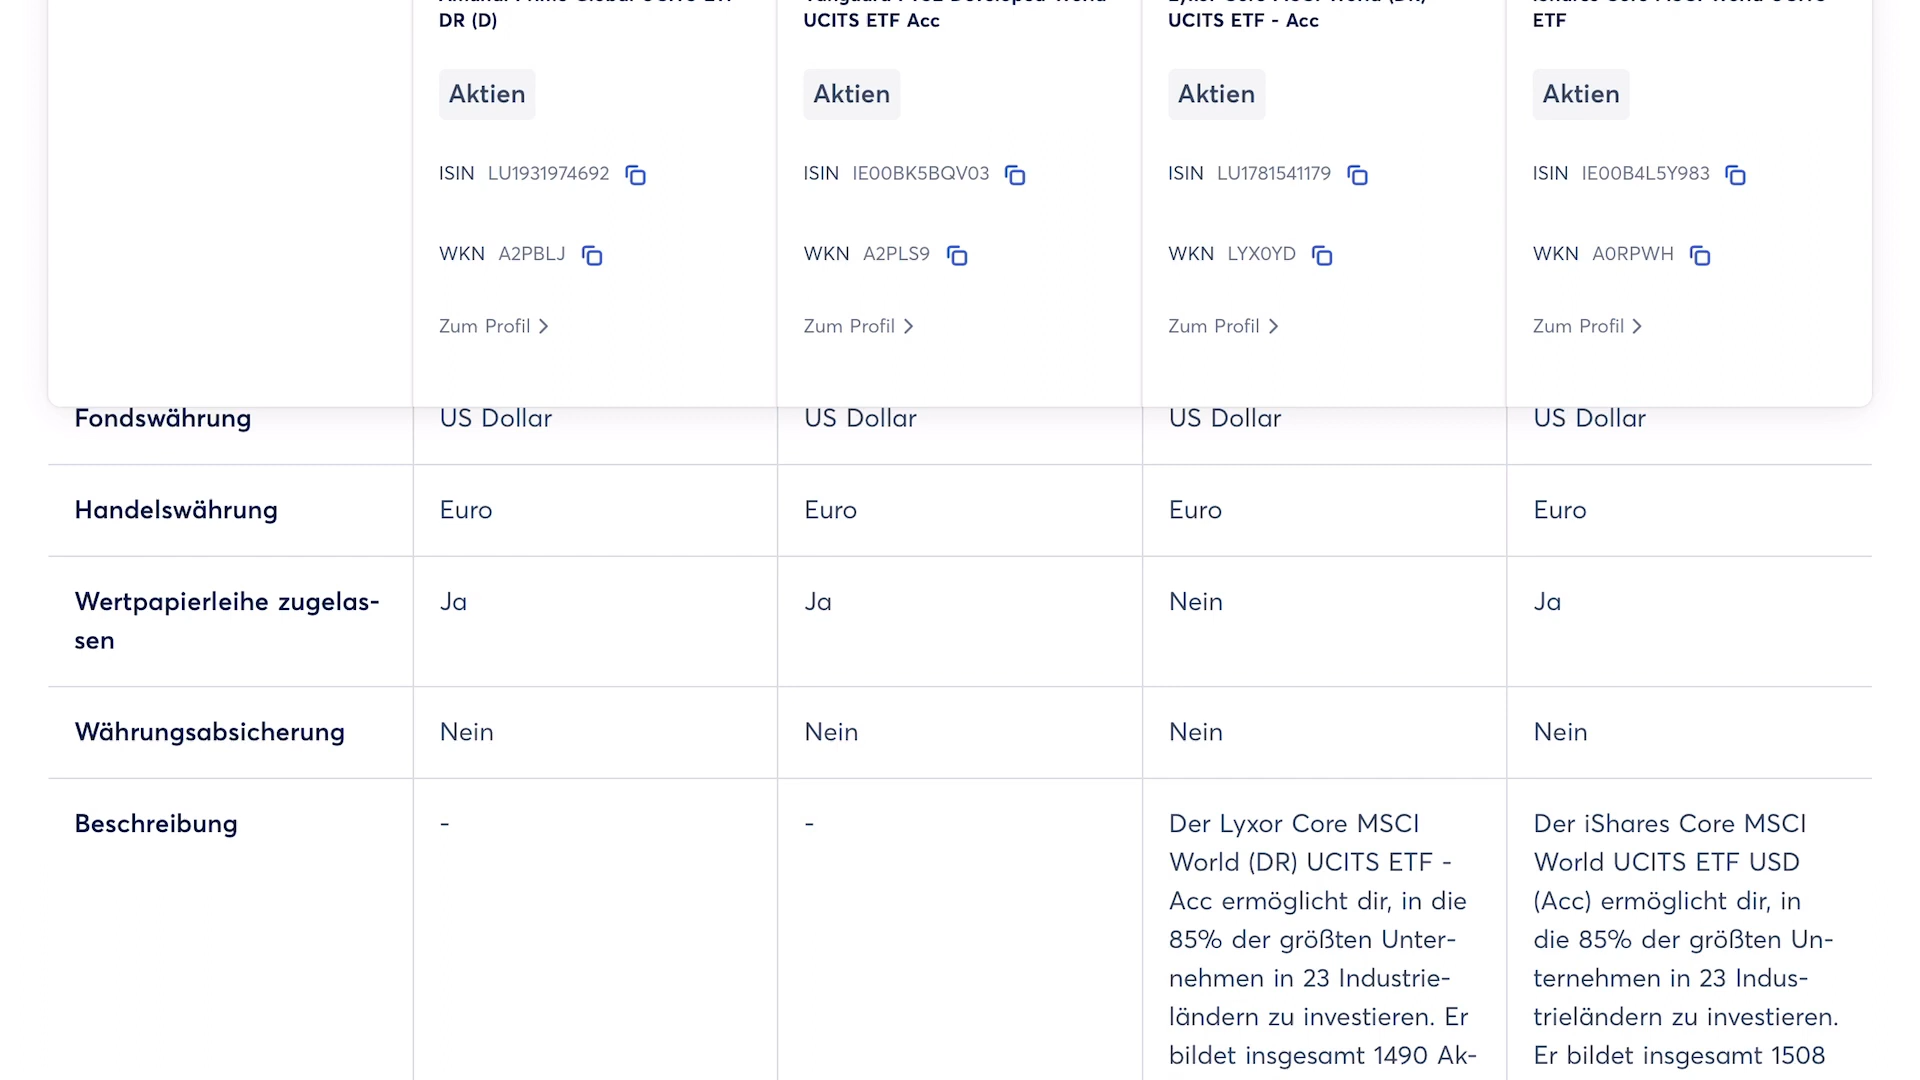 DR (D)
UCITS ETF Acc
UCITS ETF - Acc
ETF
Aktien
Aktien
Aktien
Aktien
ISIN LU1931974692
ISIN IE00BK5BQV03
ISIN LU1781541179
ISIN IE00B4L5Y983
WKN A2PBLJ
WKN A2PLS9
WKN LYX0YD
WKN A0RPWH
Zum Profil
Zum Profil
Zum Profil
Zum Profil
Fondswährung
US Dollar
US Dollar
US Dollar
US Dollar
Handelswährung
Euro
Euro
Euro
Euro
Wertpapierleihe zugelas-
sen
Ja
Ja
Nein
Ja
Währungsabsicherung
Nein
Nein
Nein
Nein
Beschreibung
-
-
Der Lyxor Core MSCI
World (DR) UCITS ETF -
Acc ermöglicht dir, in die
85% der größten Unter-
nehmen in 23 Industrie-
ländern zu investieren. Er
bildet insgesamt 1490 Ak-
Der iShares Core MSCI
World UCITS ETF USD
(Acc) ermöglicht dir, in
die 85% der größten Un-
ternehmen in 23 Indus-
trieländern zu investieren.
Er bildet insgesamt 1508